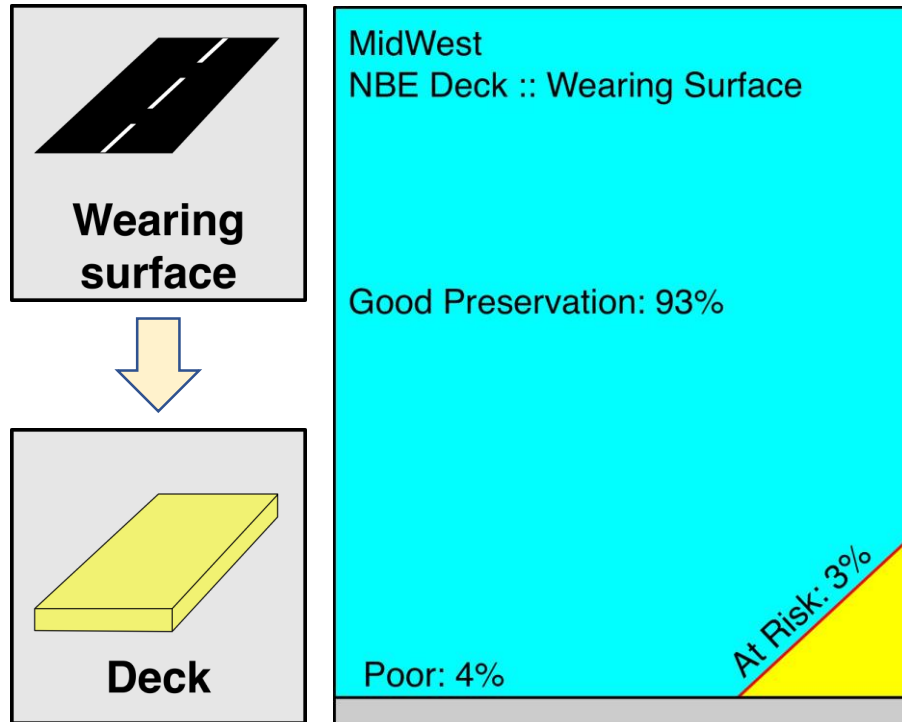 Wearing
surface
Deck
MidWest
NBE Deck :: Wearing Surface
Good Preservation: 93%
At Risk: 3%
Poor: 4%